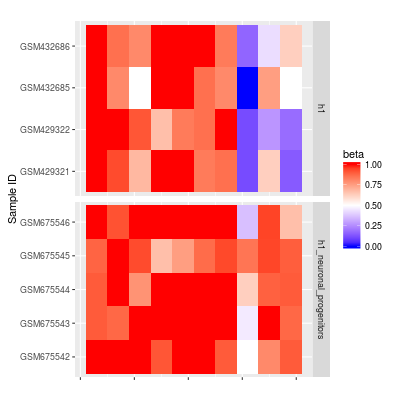 GSM432686
GSM432685
GSM429322
GSM429321
h1
GSM675546
GSM675545
GSM675544
GSM675543
GSM675542
h1_neuronal_progenitors
Sample ID
beta
1.00
0.75
0.50
0.25
0.00